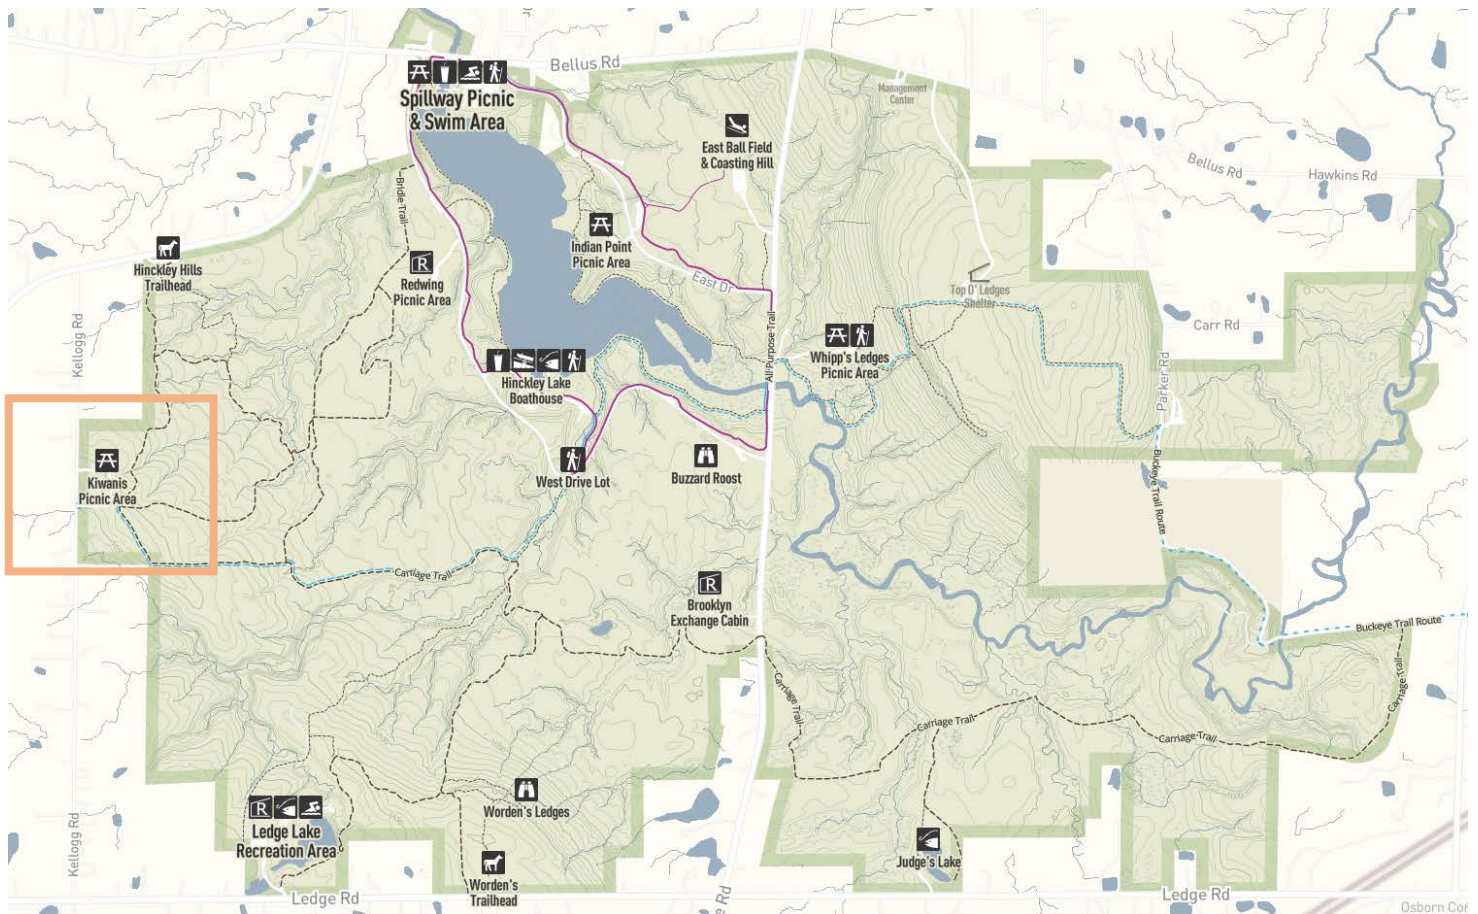 Bellus Rd
Spillway Picnic
& Swim Area
Management
Center
East Ball Field
& Coasting Hill
Bellus Rd
Hawkins Rd
Bridle Trail
Hinckley Hills
Trailhead
R
Redwing
Picnic Area
Indian Point
Picnic Area
East Dr
Top O' Ledges
Shelter
Kellogg Rd
Carr Rd
Whipp's Ledges
Picnic Area
All Purpose Trail
Parker Rd
Hinckley Lake
Boathouse
Kiwanis
Picnic Area
West Drive Lot
Buzzard Roost
Buckeye Trail Route
Carriage Trail
R
Brooklyn
Exchange Cabin
Buckeye Trail Route
Carriage Trail
Carriage Trail
Carriage Trail
Carriage Trail
Worden's Ledges
R
Ledge Lake
Recreation Area
Kellogg Rd
Judge's Lake
Worden's
Trailhead
Ledge Rd
e Rd
Ledge Rd
Osborn Cor